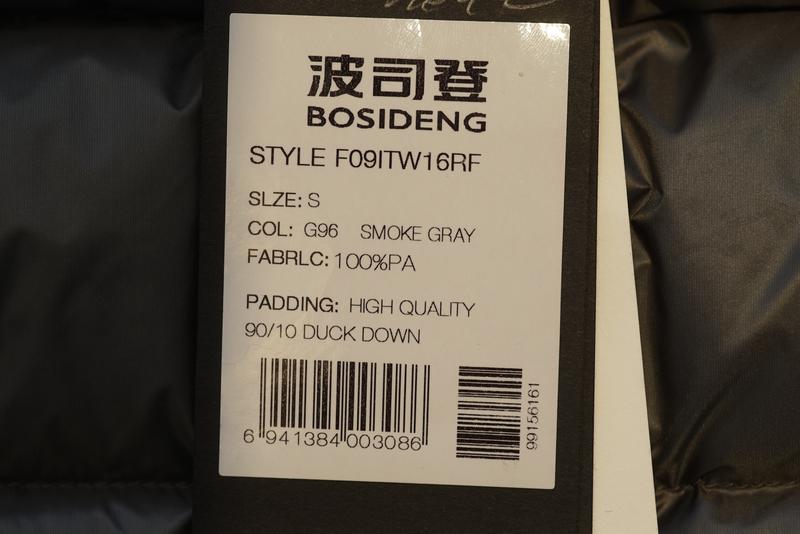 波司登
BOSIDENG
STYLE F09ITW16RF
SLZE: S
COL: G96 SMOKE GRAY
FABRLC: 100%PA
PADDING: HIGH QUALITY
90/10 DUCK DOWN
6 941384 003086
99156161